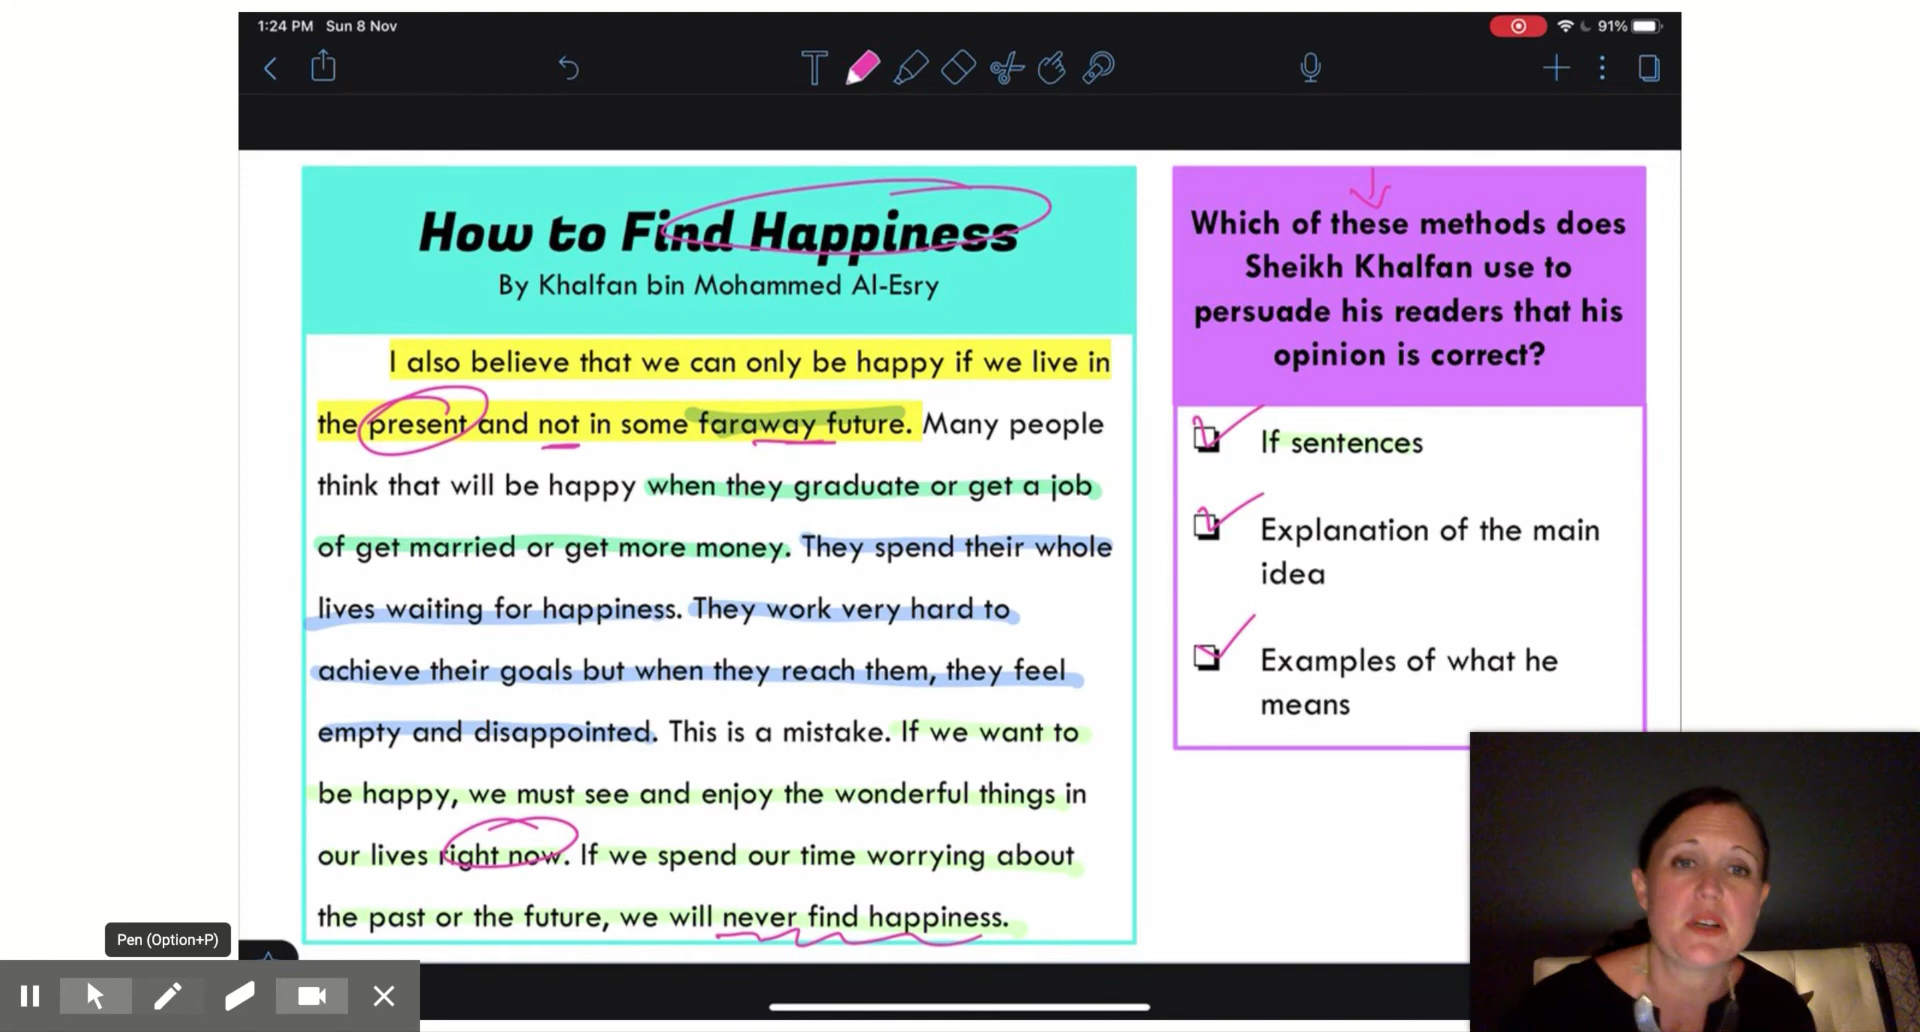 1:24 PM Sun 8 Nov
91%
How to Find Happiness
By Khalfan bin Mohammed Al-Esry
I also believe that we can only be happy if we live in
the present and not in some faraway future. Many people
think that will be happy when they graduate or get a job
of get married or get more money. They spend their whole
lives waiting for happiness. They work very hard to
achieve their goals but when they reach them, they feel
empty and disappointed. This is a mistake. If we want to
be happy, we must see and enjoy the wonderful things in
our lives right now. If we spend our time worrying about
the past or the future, we will never find happiness.
Which of these methods does
Sheikh Khalfan use to
persuade his readers that his
opinion is correct?
If sentences
Explanation of the main
idea
Examples of what he
means
Pen (Option+P)